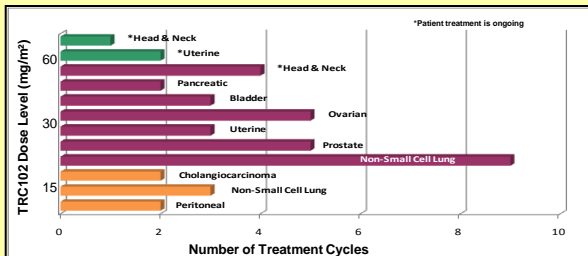 *Patient treatment is ongoing
*Head & Neck
*Uterine
*Head & Neck
Pancreatic
Bladder
Ovarian
Uterine
Prostate
Non-Small Cell Lung
Cholangiocarcinoma
Non-Small Cell Lung
Peritoneal
TRC102 Dose Level (mg/m²)
60
30
15
0 2 4 6 8 10
Number of Treatment Cycles